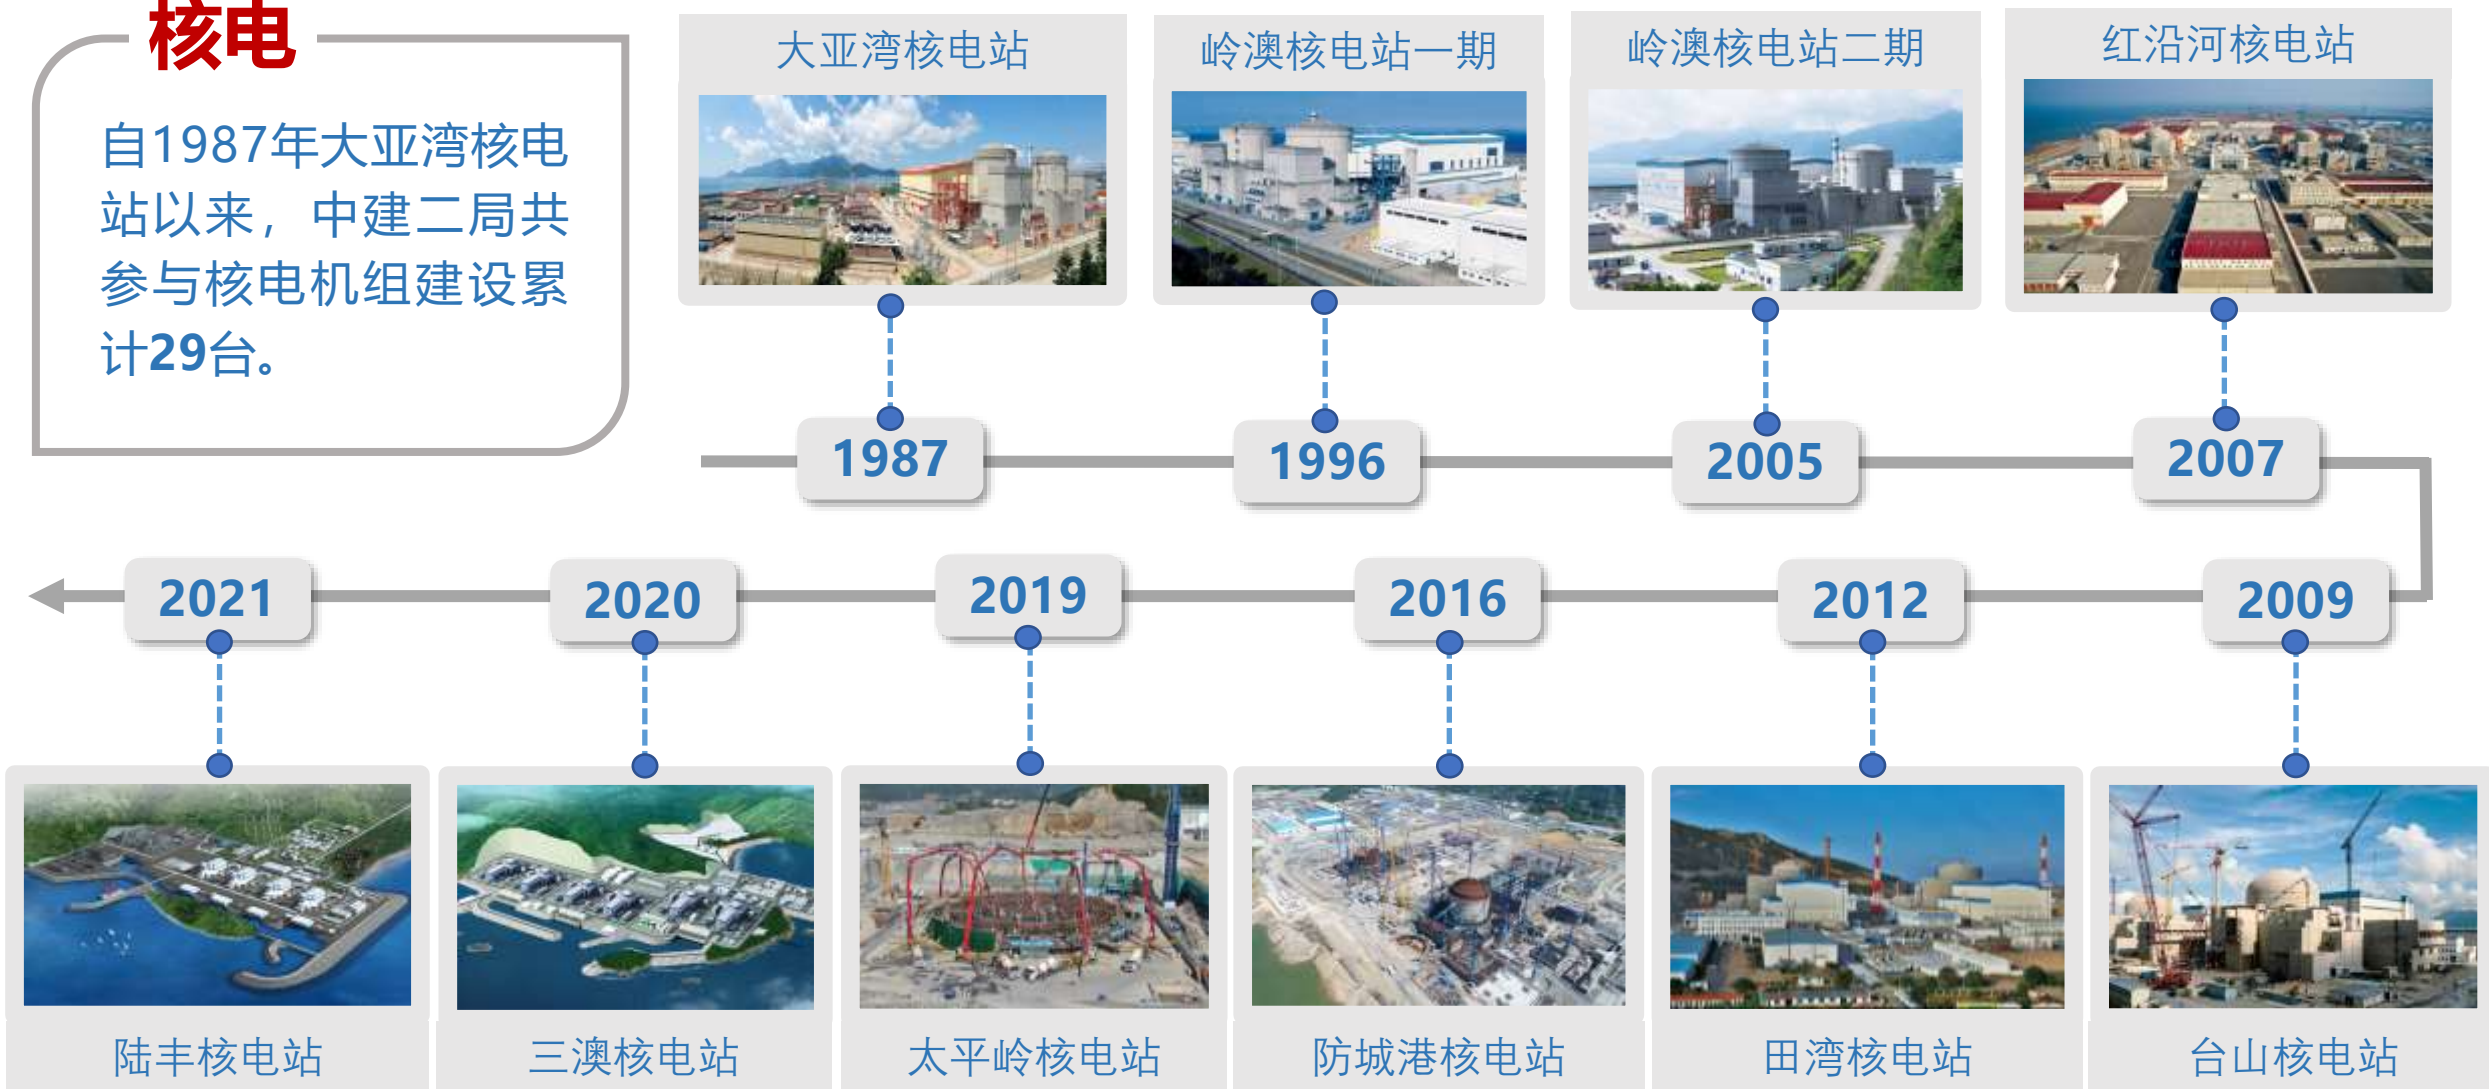 核电
自1987年大亚湾核电
站以来，中建二局共
参与核电机组建设累
计29台。
大亚湾核电站
岭澳核电站一期
岭澳核电站二期
红沿河核电站
1987
1996
2005
2007
2021
2020
2019
2016
2012
2009
陆丰核电站
三澳核电站
太平岭核电站
防城港核电站
田湾核电站
台山核电站